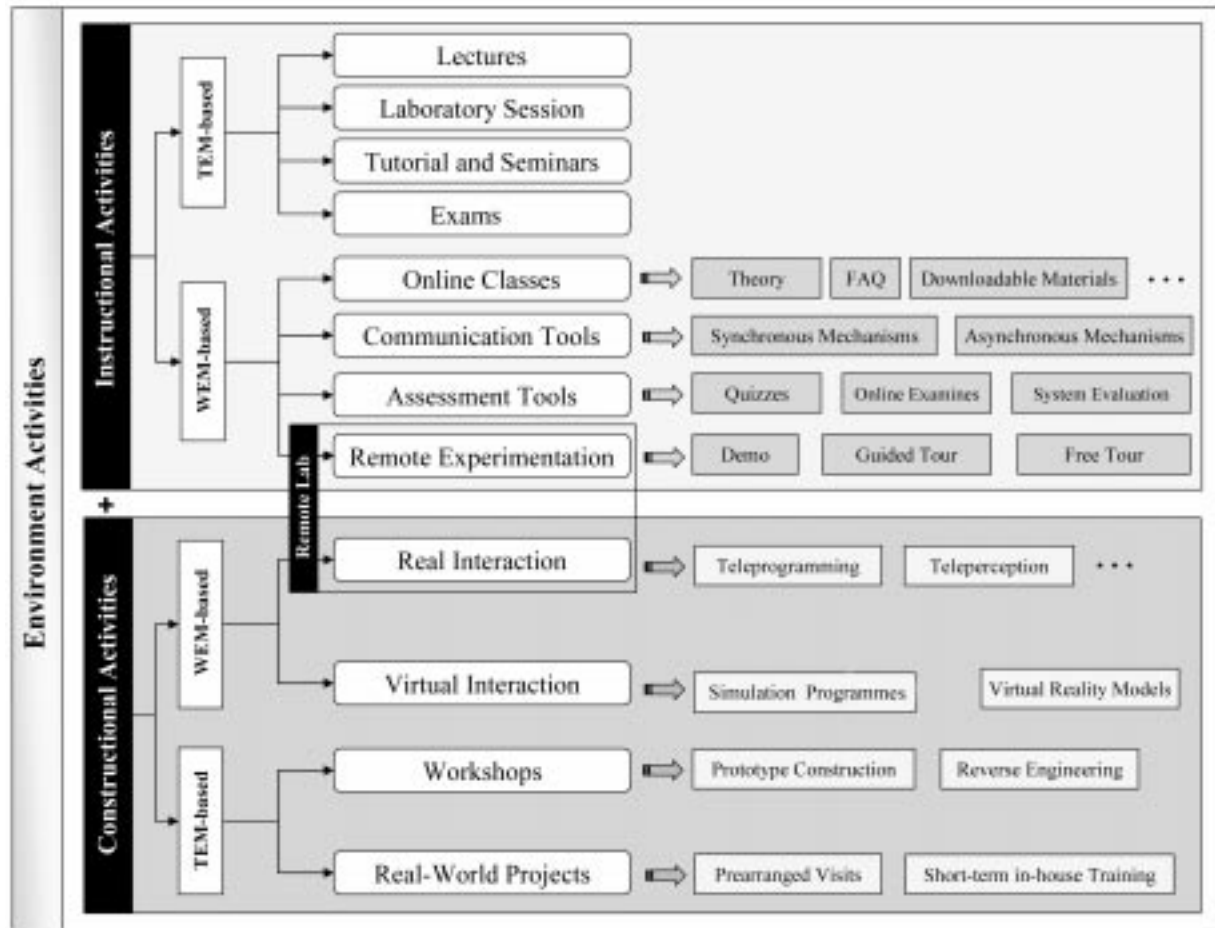 Environment Activities
Instructional Activities
TEM-based
Lectures
Laboratory Session
Tutorial and Seminars
Exams
WEM-based
Online Classes
Theory
FAQ
Downloadable Materials
• • •
Communication Tools
Synchronous Mechanisms
Asynchronous Mechanisms
Assessment Tools
Quizzes
Online Examines
System Evaluation
Remote Lab
Remote Experimentation
Demo
Guided Tour
Free Tour
+
Constructional Activities
WEM-based
Real Interaction
Teleprogramming
Teleperception
• • •
Virtual Interaction
Simulation Programmes
Virtual Reality Models
TEM-based
Workshops
Prototype Construction
Reverse Engineering
Real-World Projects
Prearranged Visits
Short-term in-house Training